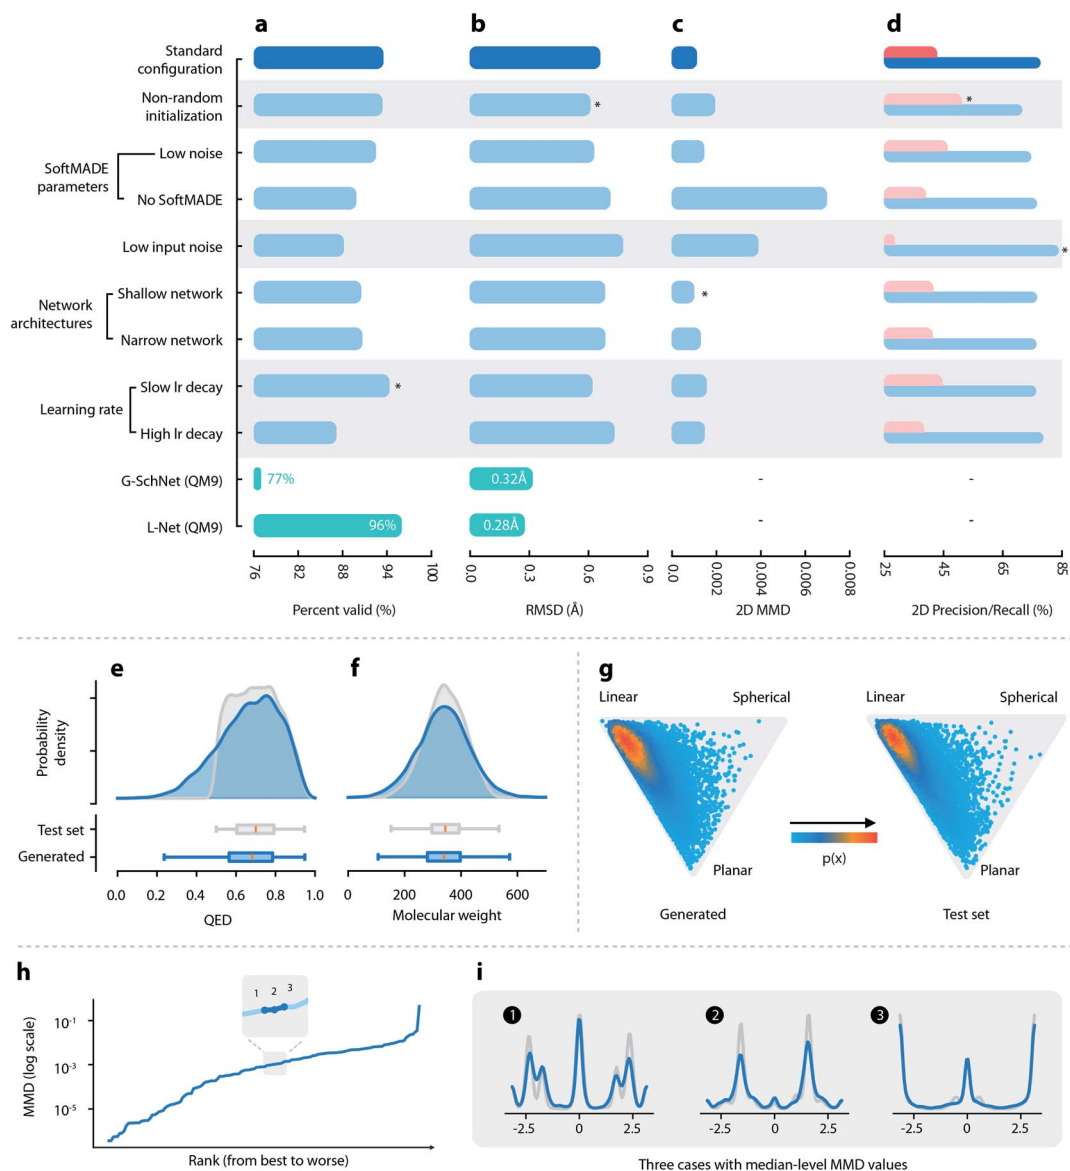 a b c d
Standard
configuration
Non-random
initialization
*
*
SoftMADE
parameters
Low noise
No SoftMADE
Low input noise
*
Network
architectures
Shallow network
*
Narrow network
Learning rate
Slow lr decay
*
High lr decay
G-SchNet (QM9)
77%
0.32Å
-
-
L-Net (QM9)
96%
0.28Å
-
-
76 82 88 94 100
0.0 0.3 0.6 0.9
0.0 0.002 0.004 0.006 0.008
25 45 65 85
Percent valid (%)
RMSD (Å)
2D MMD
2D Precision/Recall (%)
e
f
Probability
density
Test set
Generated
0.0 0.2 0.4 0.6 0.8 1.0
QED
0 200 400 600
Molecular weight
g
Linear
Spherical
Planar
Generated
p(x)
Linear
Spherical
Planar
Test set
h
MMD (log scale)
10-1
10-3
10-5
1 2 3
Rank (from best to worse)
i
1
-2.5 0 2.5
2
-2.5 0 2.5
3
-2.5 0 2.5
Three cases with median-level MMD values